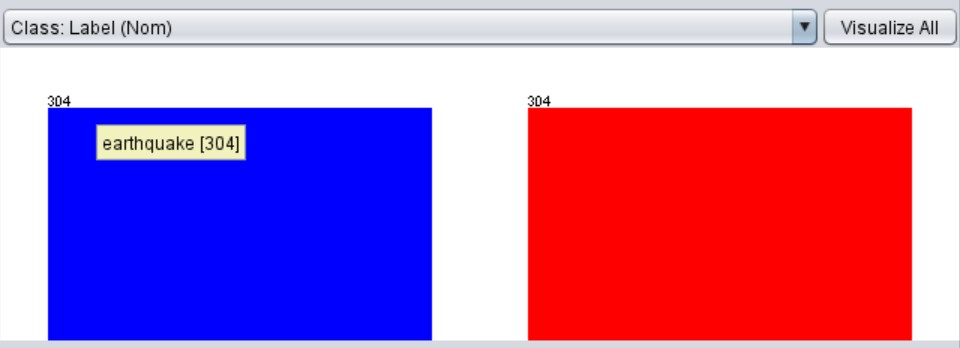 Class: Label (Nom)
Visualize All
304
304
earthquake [304]